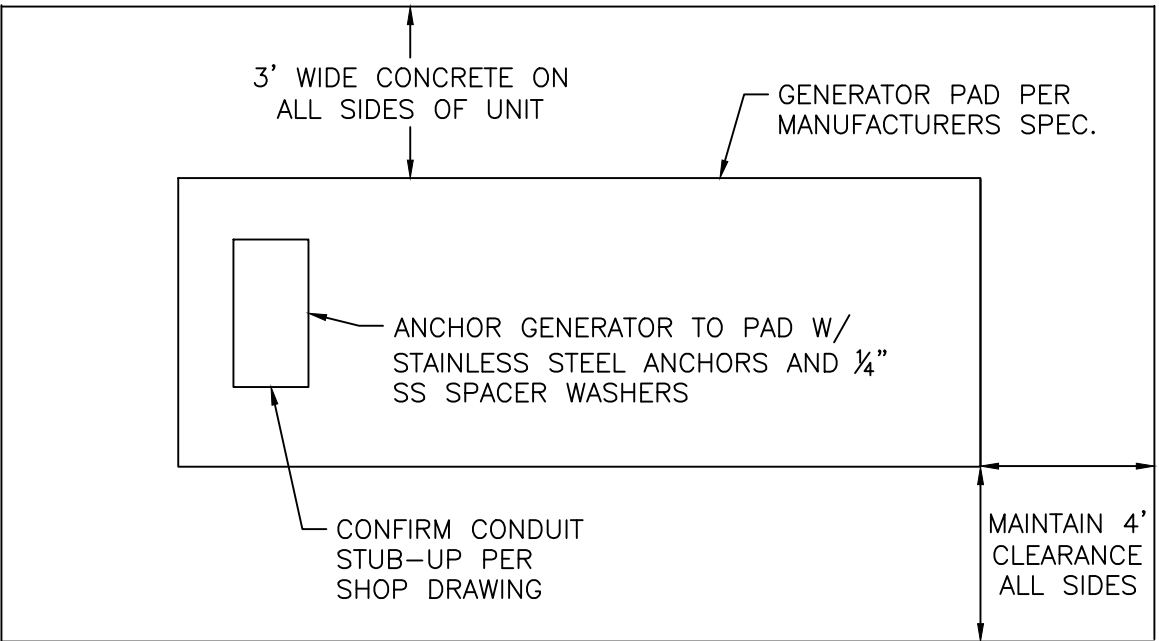 3' WIDE CONCRETE ON
ALL SIDES OF UNIT
GENERATOR PAD PER
MANUFACTURERS SPEC.
ANCHOR GENERATOR TO PAD W/
STAINLESS STEEL ANCHORS AND ¼"
SS SPACER WASHERS
CONFIRM CONDUIT
STUB-UP PER
SHOP DRAWING
MAINTAIN 4'
CLEARANCE
ALL SIDES